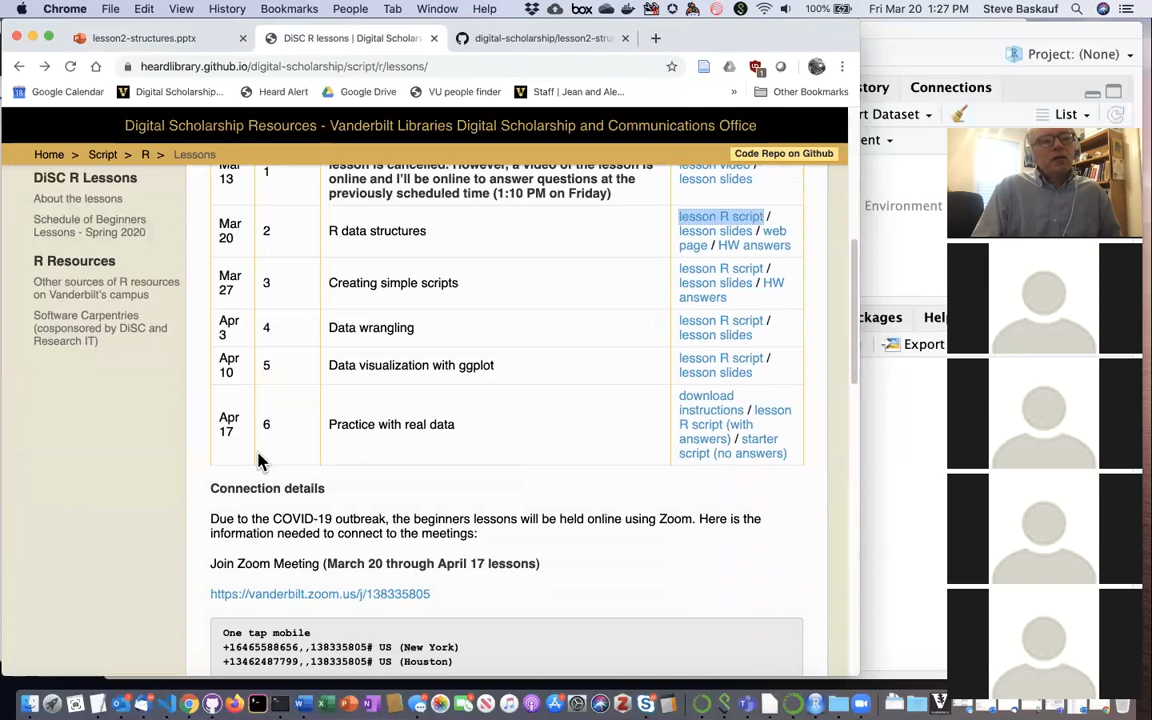 Chrome File Edit View History Bookmarks People Tab Window Help box 100% Fri Mar 20 1:27 PM Steve Baskauf
lesson2-structures.pptx DiSC R lessons | Digital Scholars digital-scholarship/lesson2-stru
Project: (None)
heardlibrary.github.io/digital-scholarship/script/r/lessons/
story Connections
Google Calendar Digital Scholarship... Heard Alert Google Drive VU people finder Staff | Jean and Ale... » Other Bookmarks
rt Dataset List
Digital Scholarship Resources - Vanderbilt Libraries Digital Scholarship and Communications Office
ent
Home > Script > R > Lessons Code Repo on Github
DiSC R Lessons
About the lessons
Schedule of Beginners
Lessons - Spring 2020
R Resources
Other sources of R resources
on Vanderbilt's campus
Software Carpentries
(cosponsored by DiSC and
Research IT)
Mar
13
1
lesson is cancelled. However, a video of the lesson is
online and I'll be online to answer questions at the
previously scheduled time (1:10 PM on Friday)
lesson video /
lesson slides
Mar
20
2
R data structures
lesson R script /
lesson slides / web
page / HW answers
Mar
27
3
Creating simple scripts
lesson R script /
lesson slides / HW
answers
Apr
3
4
Data wrangling
lesson R script /
lesson slides
Apr
10
5
Data visualization with ggplot
lesson R script /
lesson slides
Apr
17
6
Practice with real data
download
instructions / lesson
R script (with
answers) / starter
script (no answers)
Connection details
Due to the COVID-19 outbreak, the beginners lessons will be held online using Zoom. Here is the
information needed to connect to the meetings:
Join Zoom Meeting (March 20 through April 17 lessons)
https://vanderbilt.zoom.us/j/138335805
One tap mobile
+16465588656,,138335805# US (New York)
+13462487799,,138335805# US (Houston)
Environment
ckages Help
Export